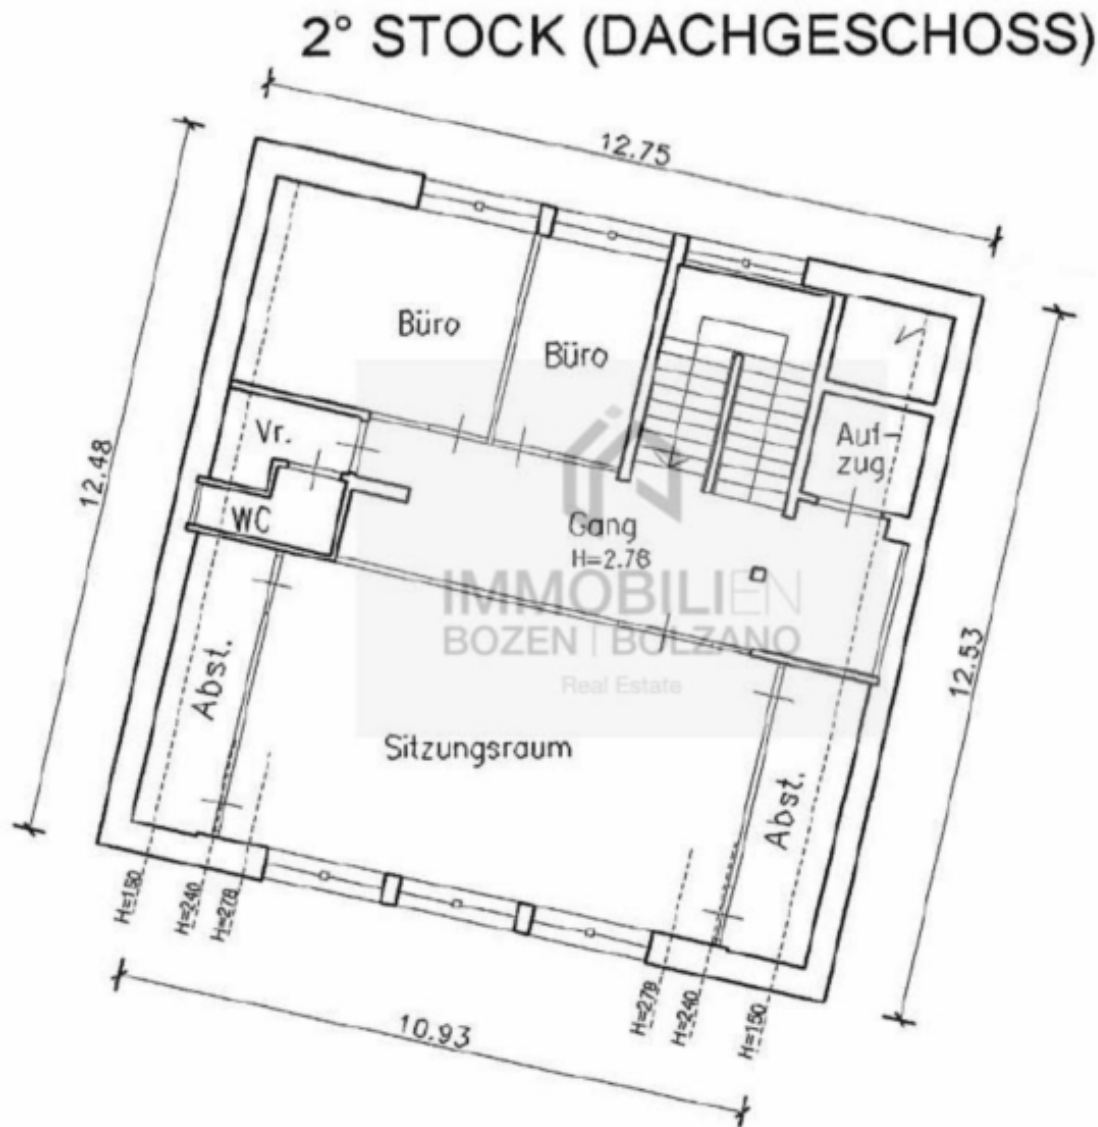 2° STOCK (DACHGESCHOSS)
12.75
12.48
Büro
Büro
Vr.
Auf-
zug
WC
Gang
H=2.78
IMMOBILIEN
BOZEN | BOLZANO
Real Estate
12.53
Abst.
Sitzungsraum
Abst.
H=150
H=240
H=278
H=278
H=240
H=150
10.93